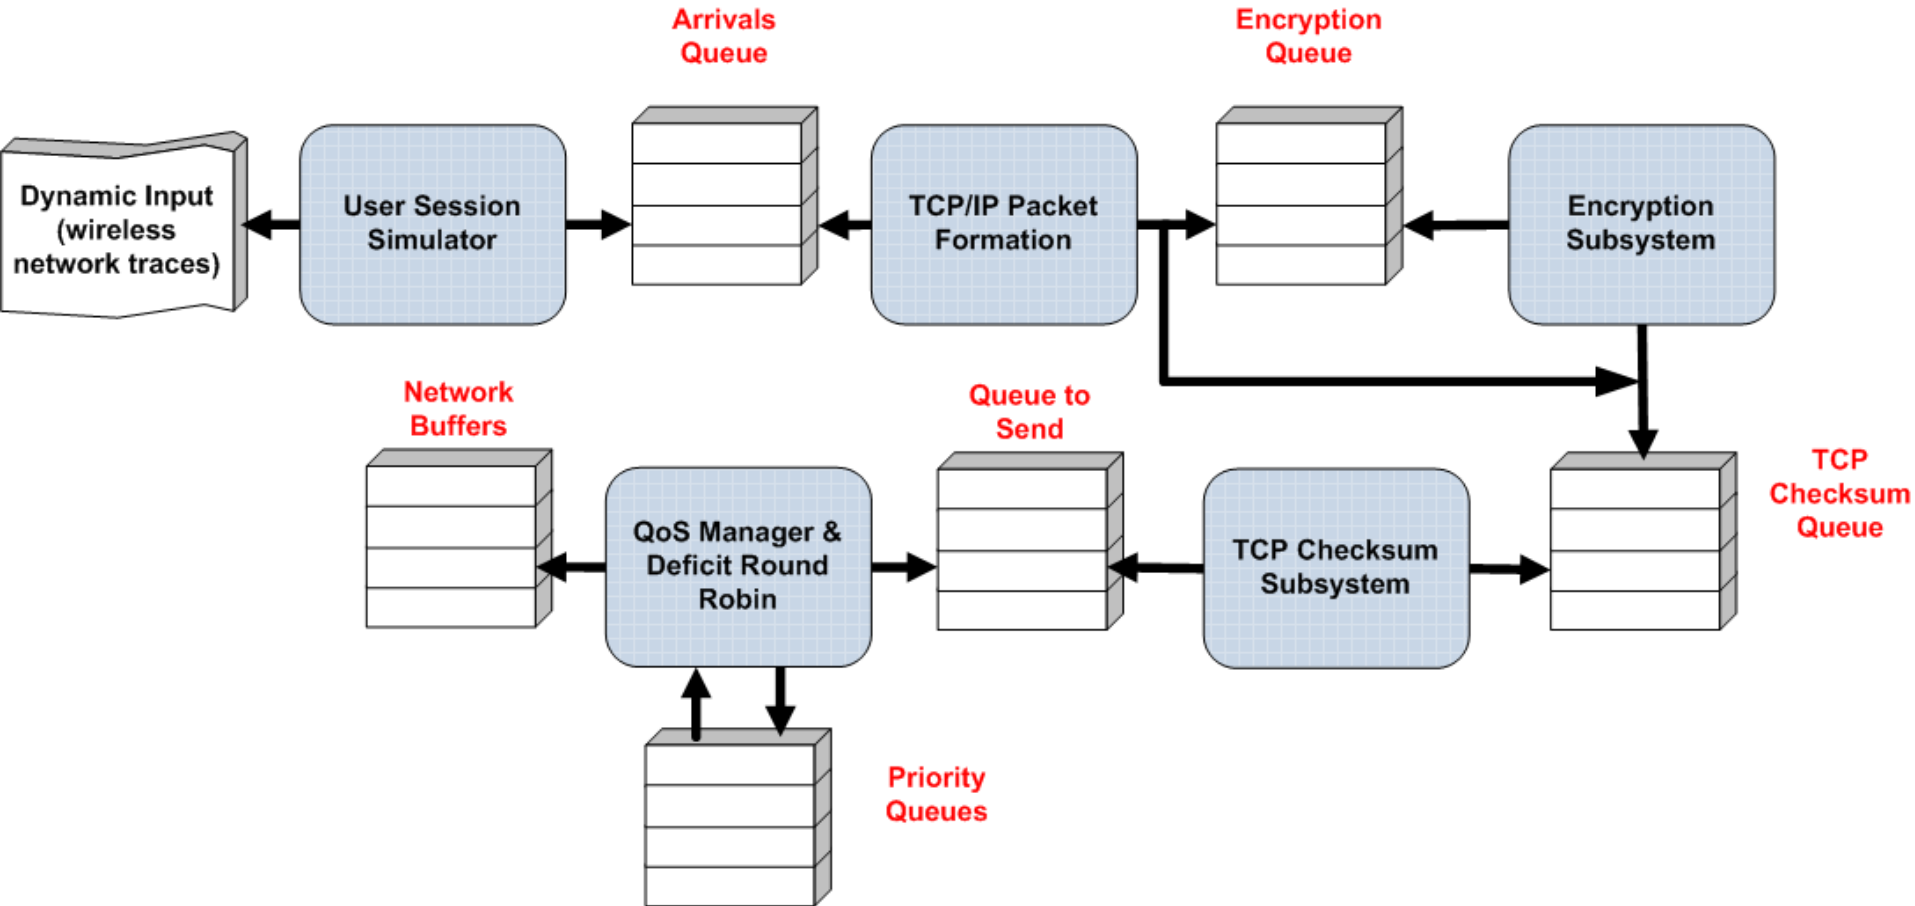 Arrivals
Queue
Encryption
Queue
Dynamic Input
(wireless
network traces)
User Session
Simulator
TCP/IP Packet
Formation
Encryption
Subsystem
Network
Buffers
Queue to
Send
TCP
Checksum
Queue
QoS Manager &
Deficit Round
Robin
TCP Checksum
Subsystem
Priority
Queues